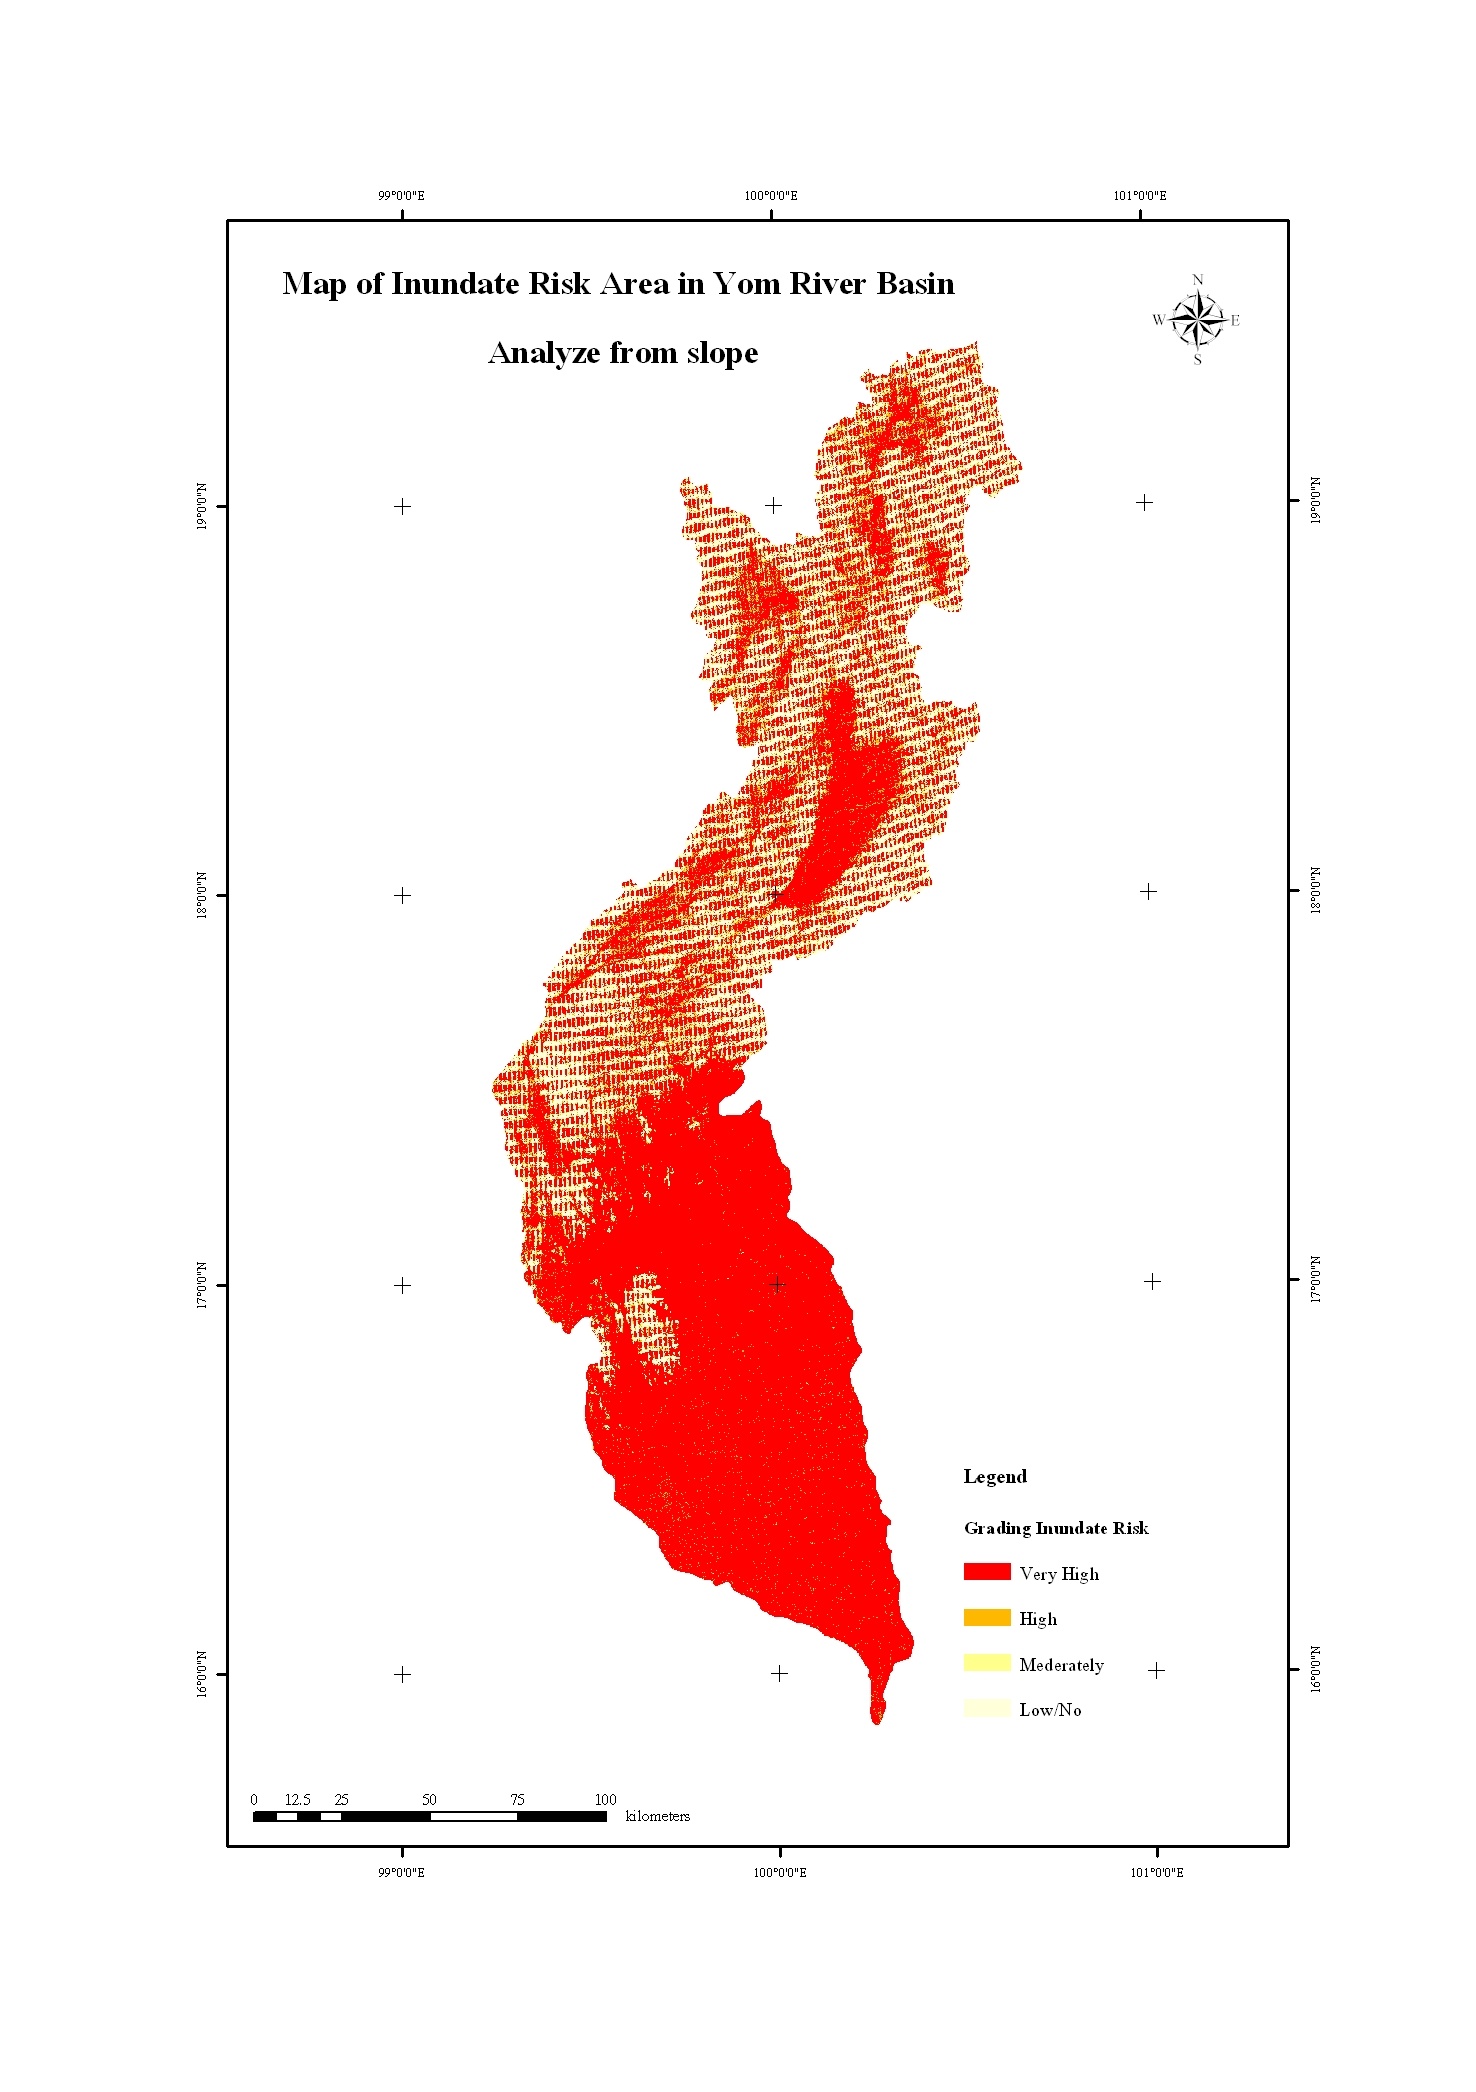 99°0'0"E 100°0'0"E 101°0'0"E
Map of Inundate Risk Area in Yom River Basin
Analyze from slope
N
W E
S
19°0'0"N 19°0'0"N
18°0'0"N 18°0'0"N
17°0'0"N 17°0'0"N
Legend
Grading Inundate Risk
Very High
High
Mederately
Low/No
16°0'0"N 16°0'0"N
0 12.5 25 50 75 100
kilometers
99°0'0"E 100°0'0"E 101°0'0"E